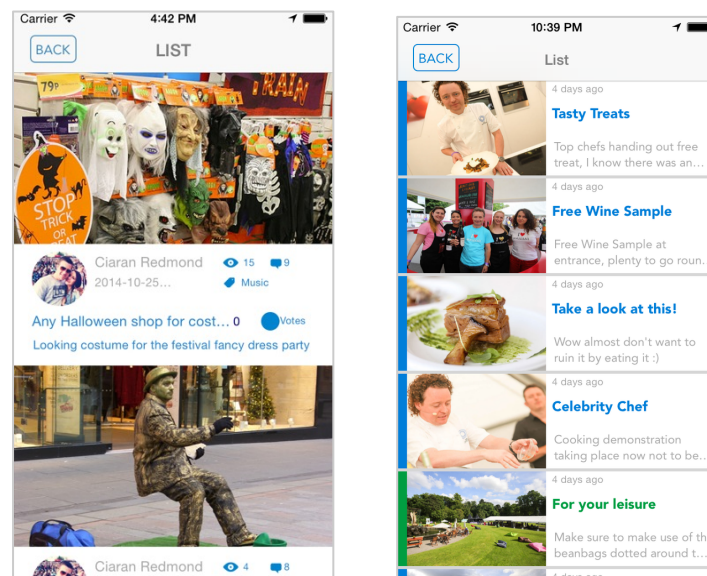 Carrier 4:42 PM
BACK LIST
79p
RAIN
STOP
TRICK
OR
Ciaran Redmond 15 9
2014-10-25... Music
Any Halloween shop for cost... 0 Votes
Looking costume for the festival fancy dress party
Ciaran Redmond 4 8
Carrier 10:39 PM
BACK List
4 days ago
Tasty Treats
Top chefs handing out free
treat, I know there was an...
4 days ago
Free Wine Sample
Free Wine Sample at
entrance, plenty to go roun..
4 days ago
Take a look at this!
Wow almost don't want to
ruin it by eating it :)
4 days ago
Celebrity Chef
Cooking demonstration
taking place now not to be..
4 days ago
For your leisure
Make sure to make use of th
beanbags dotted around t...
4 days ago